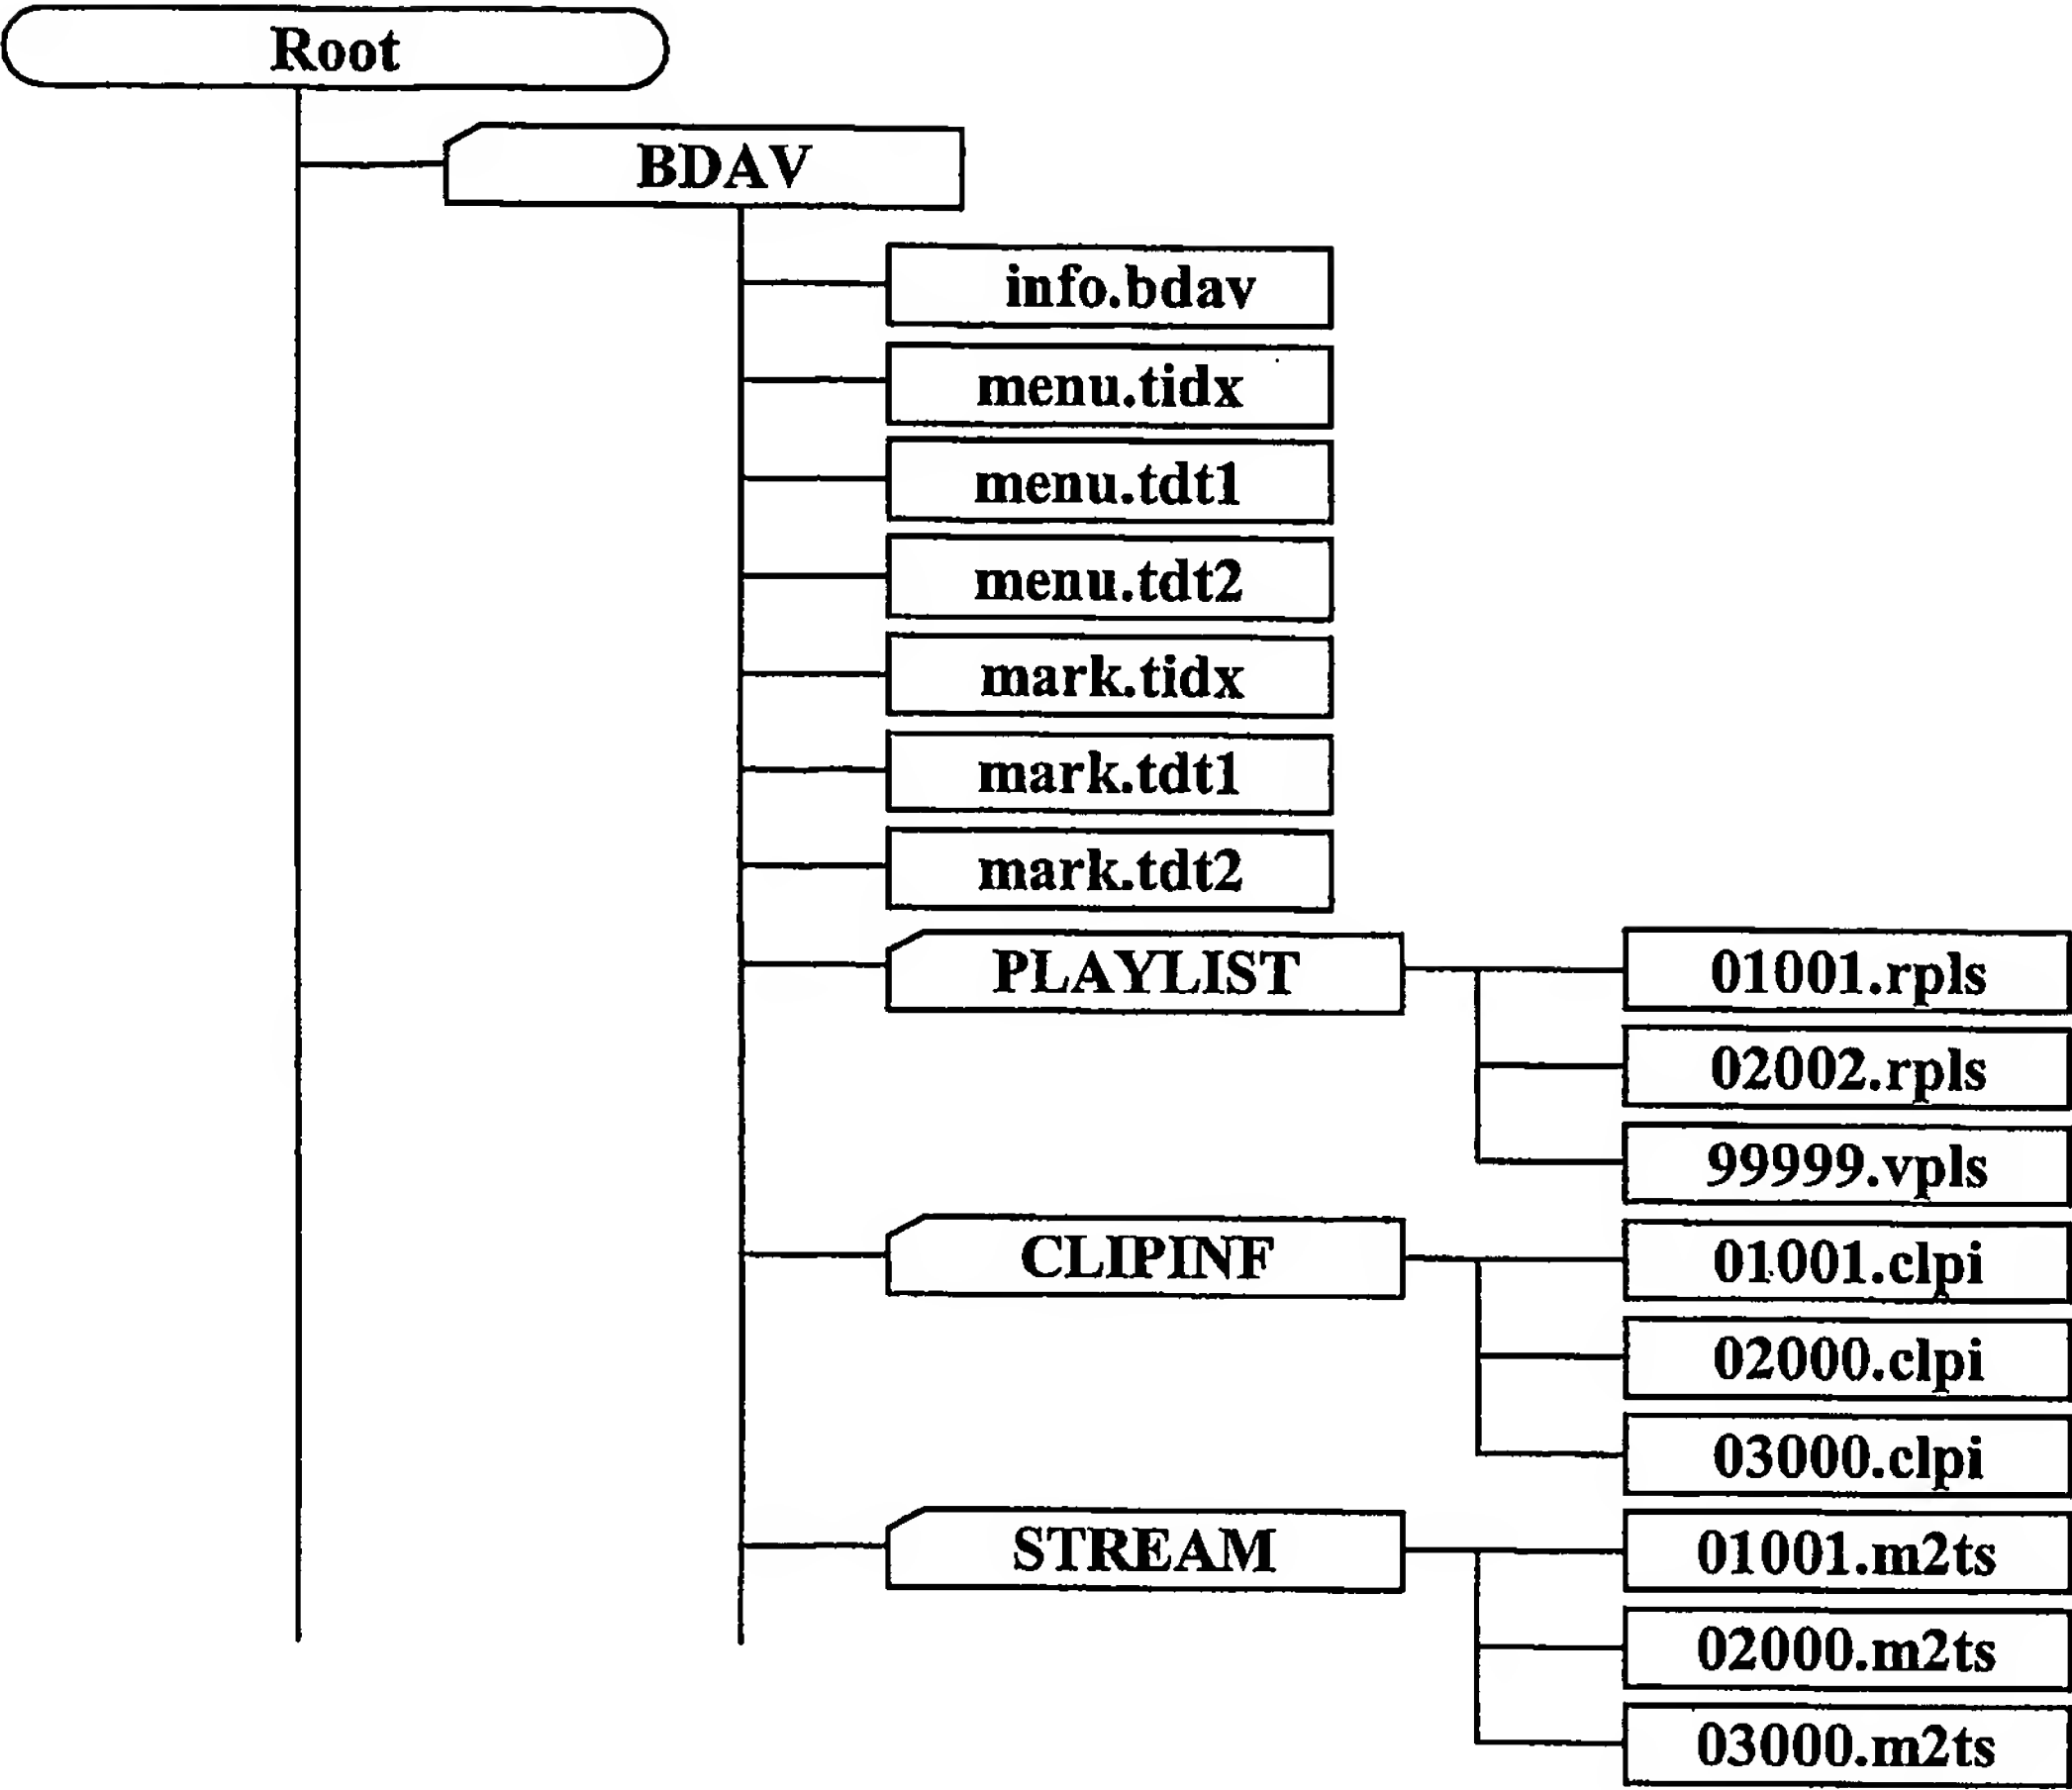 Root
BDAV
info.bdav
menu.tidx
menu.tdt1
menu.tdt2
mark.tidx
mark.tdt1
mark.tdt2
PLAYLIST
01001.rpls
02002.rpls
99999.vpls
CLIPINF
01001.clpi
02000.clpi
03000.clpi
STREAM
01001.m2ts
02000.m2ts
03000.m2ts